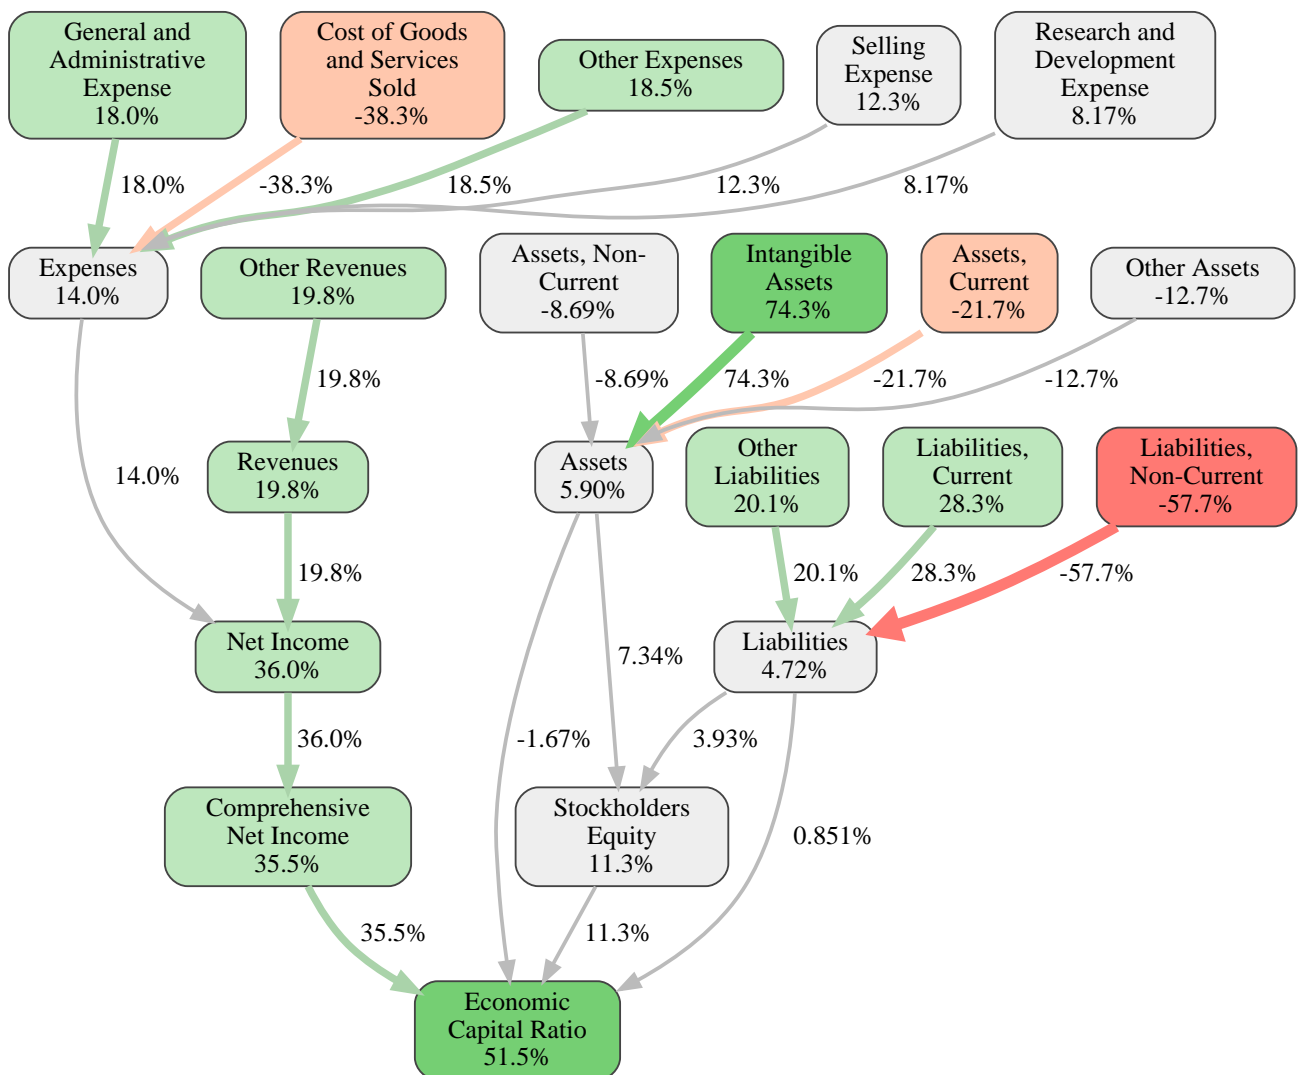 General and
Administrative
Expense
18.0%
Cost of Goods
and Services
Sold
-38.3%
Other Expenses
18.5%
Selling
Expense
12.3%
Research and
Development
Expense
8.17%
18.0%
-38.3%
18.5%
12.3%
8.17%
Expenses
14.0%
Other Revenues
19.8%
Assets, Non-
Current
-8.69%
Intangible
Assets
74.3%
Assets,
Current
-21.7%
Other Assets
-12.7%
19.8%
-8.69%
74.3%
-21.7%
-12.7%
14.0%
Revenues
19.8%
Assets
5.90%
Other
Liabilities
20.1%
Liabilities,
Current
28.3%
Liabilities,
Non-Current
-57.7%
19.8%
20.1%
28.3%
-57.7%
Net Income
36.0%
7.34%
Liabilities
4.72%
36.0%
-1.67%
3.93%
Comprehensive
Net Income
35.5%
Stockholders
Equity
11.3%
0.851%
35.5%
11.3%
Economic
Capital Ratio
51.5%